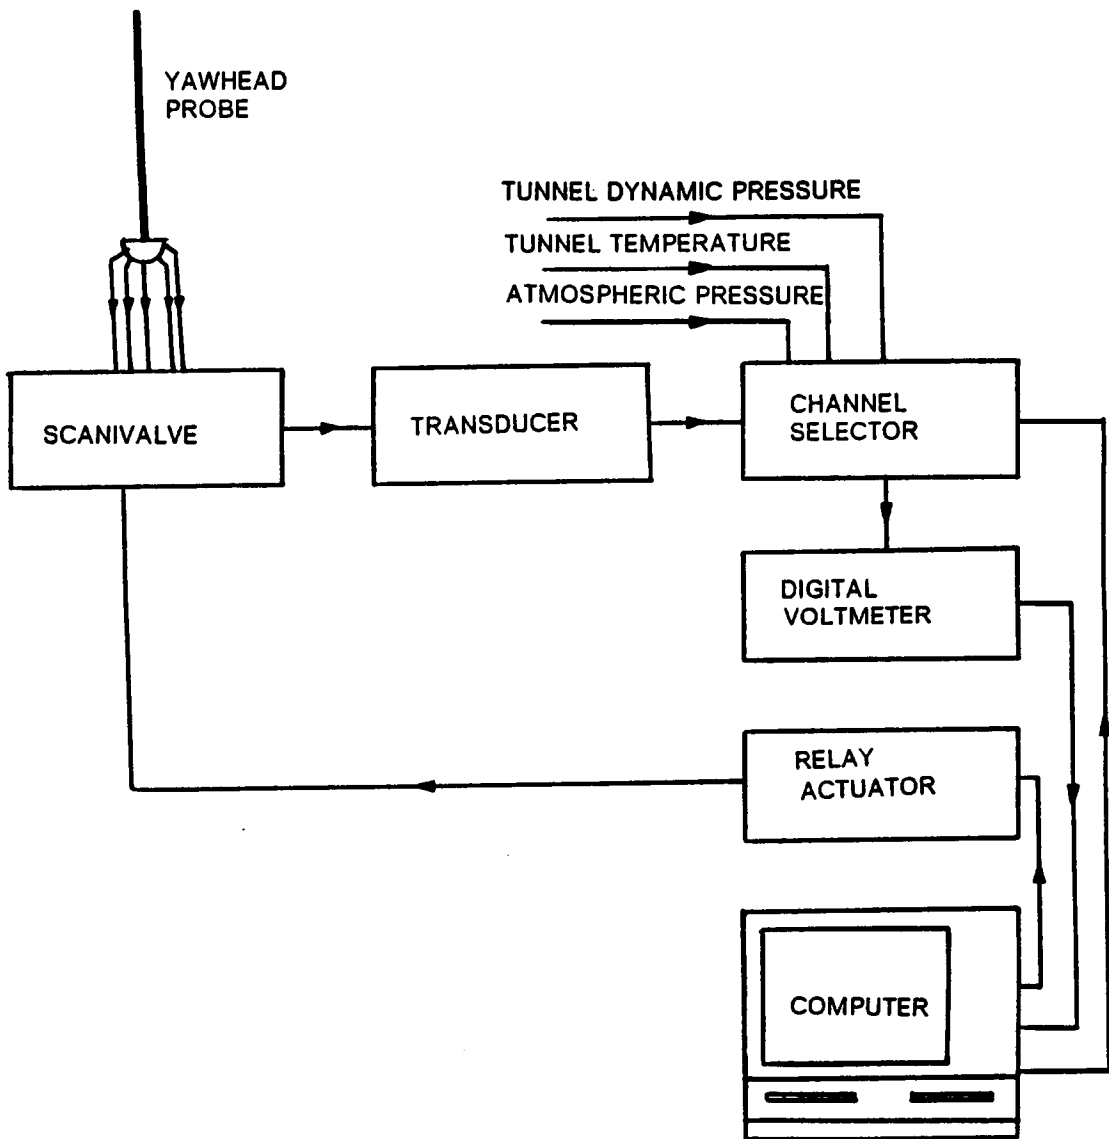 YAWHEAD
PROBE
TUNNEL DYNAMIC PRESSURE
TUNNEL TEMPERATURE
ATMOSPHERIC PRESSURE
SCANIVALVE
TRANSDUCER
CHANNEL
SELECTOR
DIGITAL
VOLTMETER
RELAY
ACTUATOR
COMPUTER